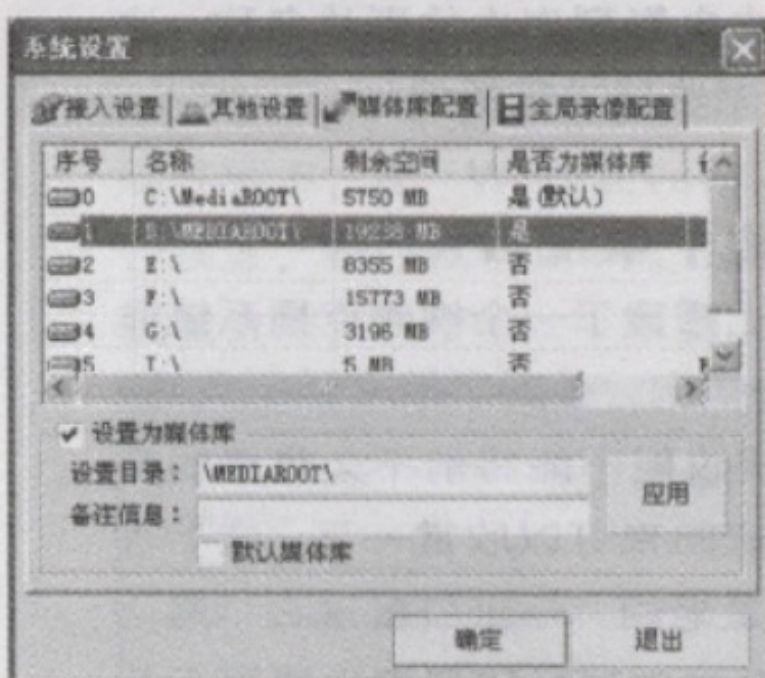 系统设置
接入设置 其他设置 媒体库配置 全局录像配置
序号 名称 剩余空间 是否为媒体库
0 C:\MediaROOT\ 5750 MB 是(默认)
1 :\MEDIAROOT\ 19238 MB 是
2 E:\ 8355 MB 否
3 F:\ 15773 MB 否
4 G:\ 3196 MB 否
5 I:\ 5 MB 否
设置为媒体库
设置目录: \MEDIAROOT\
备注信息:
应用
默认媒体库
确定 退出